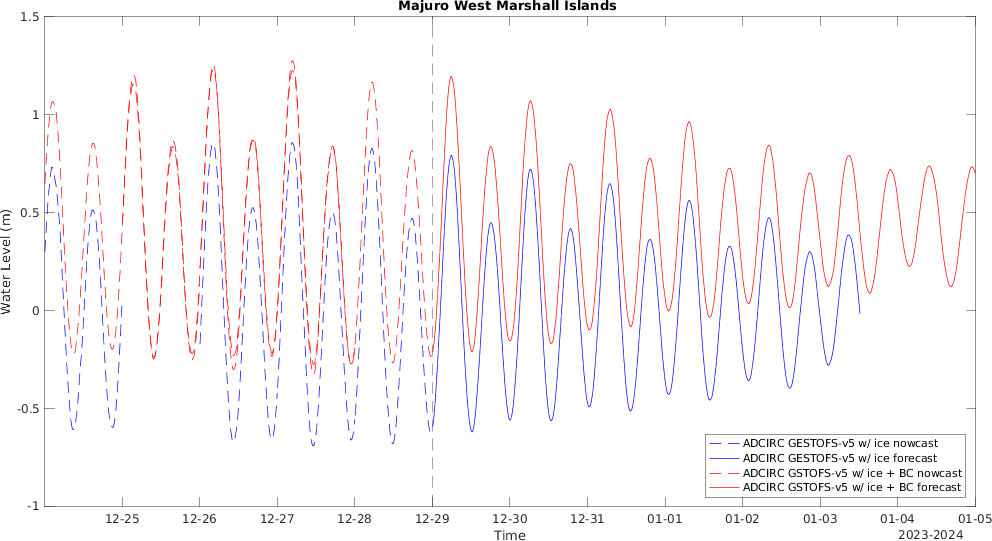 Majuro West Marshall Islands
1.5
1
0.5
0
-0.5
-1
Water Level (m)
ADCIRC GESTOFS-v5 w/ ice nowcast
ADCIRC GESTOFS-v5 w/ ice forecast
ADCIRC GSTOFS-v5 w/ ice + BC nowcast
ADCIRC GSTOFS-v5 w/ ice + BC forecast
12-25 12-26 12-27 12-28 12-29 12-30 12-31 01-01 01-02 01-03 01-04 01-05
Time
2023-2024